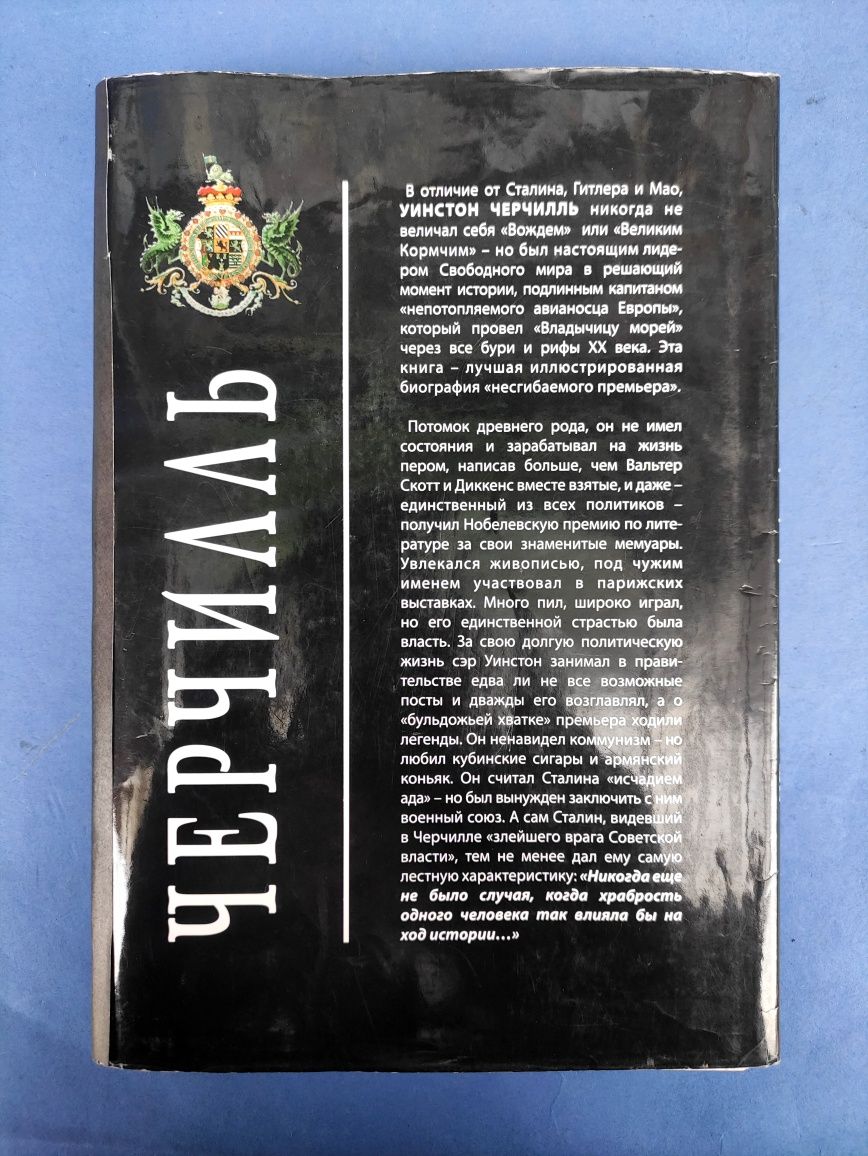 ЧЕРЧИЛЛЬ
В отличие от Сталина, Гитлера и Мао,
УИНСТОН ЧЕРЧИЛЛЬ никогда не
величал себя «Вождем» или «Великим
Кормчим» – но был настоящим лиде-
ром Свободного мира в решающий
момент истории, подлинным капитаном
«непотопляемого авианосца Европы»,
который провел «Владычицу морей»
через все бури и рифы XX века. Эта
книга – лучшая иллюстрированная
биография «несгибаемого премьера».
Потомок древнего рода, он не имел
состояния и зарабатывал на жизнь
пером, написав больше, чем Вальтер
Скотт и Диккенс вместе взятые, и даже –
единственный из всех политиков –
получил Нобелевскую премию по лите-
ратуре за свои знаменитые мемуары.
Увлекался живописью, под чужим
именем участвовал в парижских
выставках. Много пил, широко играл,
но его единственной страстью была
власть. За свою долгую политическую
жизнь сэр Уинстон занимал в прави-
тельстве едва ли не все возможные
посты и дважды его возглавлял, а о
«бульдожьей хватке» премьера ходили
легенды. Он ненавидел коммунизм – но
любил кубинские сигары и армянский
коньяк. Он считал Сталина «исчадием
ада» – но был вынужден заключить с ним
военный союз. А сам Сталин, видевший
в Черчилле «злейшего врага Советской
власти», тем не менее дал ему самую
лестную характеристику: «Никогда еще
не было случая, когда храбрость
одного человека так влияла бы на
ход истории...»